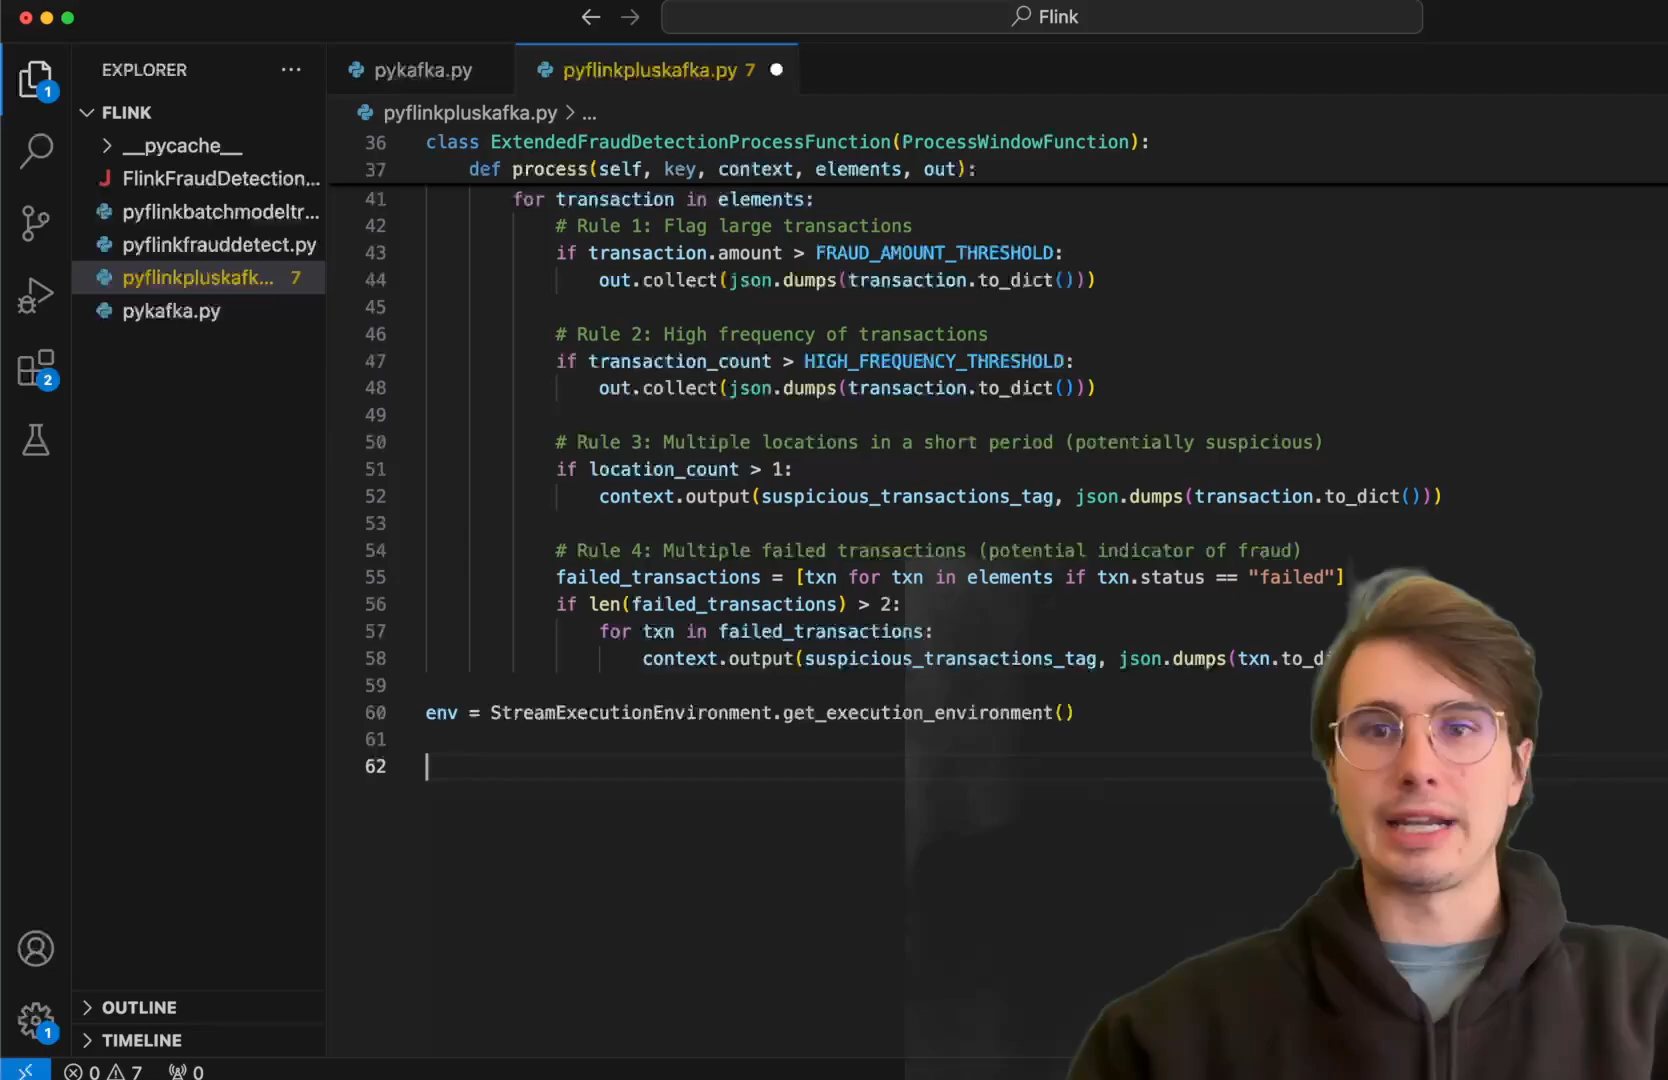 Flink
EXPLORER ...
pykafka.py
pyflinkpluskafka.py 7
1
FLINK
pyflinkpluskafka.py > ...
__pycache__
FlinkFraudDetection...
pyflinkbatchmodeltr...
pyflinkfrauddetect.py
pyflinkpluskafk... 7
pykafka.py
2
36 class ExtendedFraudDetectionProcessFunction(ProcessWindowFunction):
37 def process(self, key, context, elements, out):
41 for transaction in elements:
42 # Rule 1: Flag large transactions
43 if transaction.amount > FRAUD_AMOUNT_THRESHOLD:
44 out.collect(json.dumps(transaction.to_dict()))
45
46 # Rule 2: High frequency of transactions
47 if transaction_count > HIGH_FREQUENCY_THRESHOLD:
48 out.collect(json.dumps(transaction.to_dict()))
49
50 # Rule 3: Multiple locations in a short period (potentially suspicious)
51 if location_count > 1:
52 context.output(suspicious_transactions_tag, json.dumps(transaction.to_dict()))
53
54 # Rule 4: Multiple failed transactions (potential indicator of fraud)
55 failed_transactions = [txn for txn in elements if txn.status == "failed"]
56 if len(failed_transactions) > 2:
57 for txn in failed_transactions:
58 context.output(suspicious_transactions_tag, json.dumps(txn.to_di
59
60 env = StreamExecutionEnvironment.get_execution_environment()
61
62
OUTLINE
TIMELINE
1
0 7 0